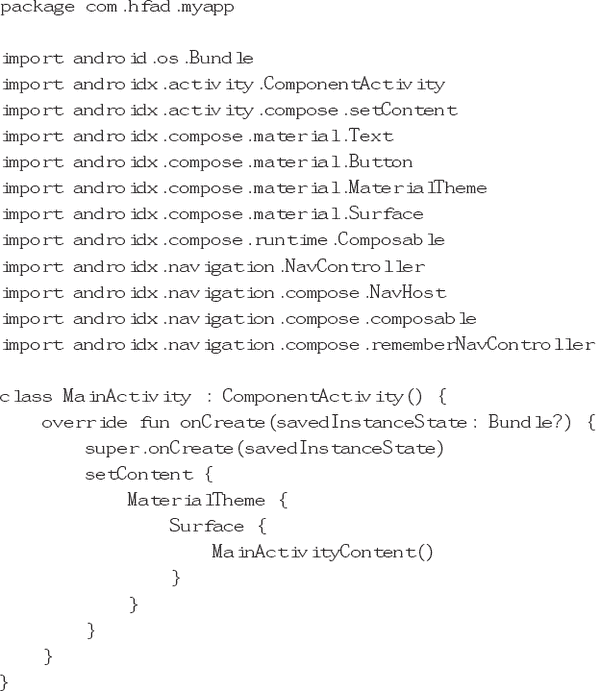 package com.hfad.myapp
import android.os.Bundle
import androidx.activity.ComponentActivity
import androidx.activity.compose.setContent
import androidx.compose.material.Text
import androidx.compose.material.Button
import androidx.compose.material.MaterialTheme
import androidx.compose.material.Surface
import androidx.compose.runtime.Composable
import androidx.navigation.NavController
import androidx.navigation.compose.NavHost
import androidx.navigation.compose.composable
import androidx.navigation.compose.rememberNavController
class MainActivity : ComponentActivity() {
    override fun onCreate(savedInstanceState: Bundle?) {
        super.onCreate(savedInstanceState)
        setContent {
            MaterialTheme {
                Surface {
                    MainActivityContent()
                }
            }
        }
    }
}